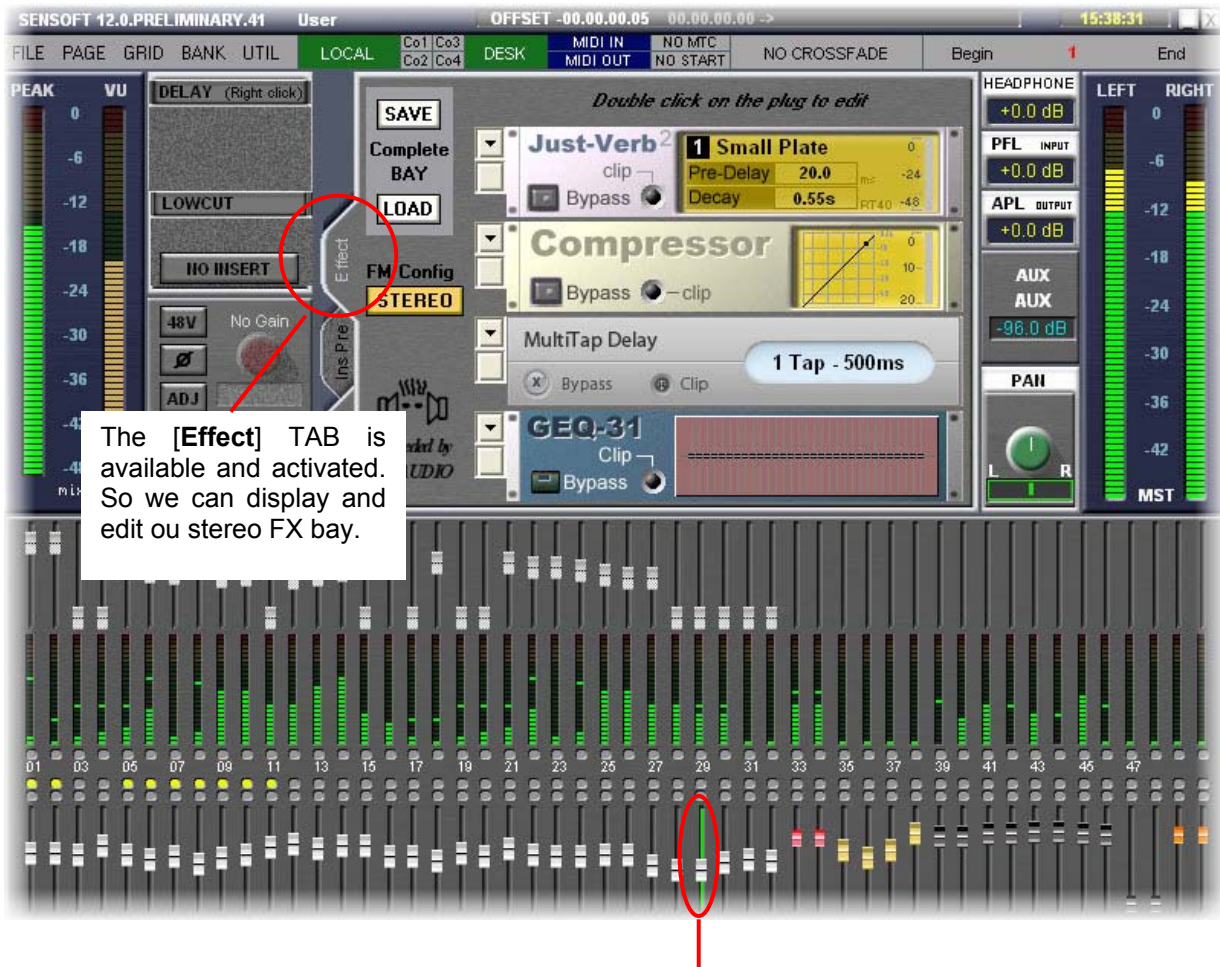 SENSOFT 12.0.PRELIMINARY.41 User OFFSET -00.00.00.05 00.00.00.00 -> 15:38:31 _ X
FILE PAGE GRID BANK UTIL LOCAL Co1 Co3 DESK MIDI IN NO MTC NO CROSSFADE Begin 1 End
Co2 Co4 MIDI OUT NO START
PEAK VU
0
-6
-12
-18
-24
-30
-36
DELAY (Right click)
LOWCUT
NO INSERT
48V No Gain
Ø
ADJ
Effect
Ins Pre
SAVE
Complete
BAY
LOAD
FM Config
STEREO
AUDIO
Double click on the plug to edit
Just-Verb2
clip
Bypass
1 Small Plate
Pre-Delay 20.0 ms
Decay 0.55s RT40
0
-24
-48
Compressor
Bypass clip
0
10
20
MultiTap Delay
X Bypass Clip
1 Tap - 500ms
GEQ-31
Clip
Bypass
HEADPHONE
+0.0 dB
PFL INPUT
+0.0 dB
APL OUTPUT
+0.0 dB
AUX
AUX
-96.0 dB
PAN
L R
LEFT RIGHT
0
-6
-12
-18
-24
-30
-36
-42
MST
The [Effect] TAB is
available and activated.
So we can display and
edit ou stereo FX bay.
01 03 05 07 09 11 13 15 17 19 21 23 25 27 29 31 33 35 37 39 41 43 45 47